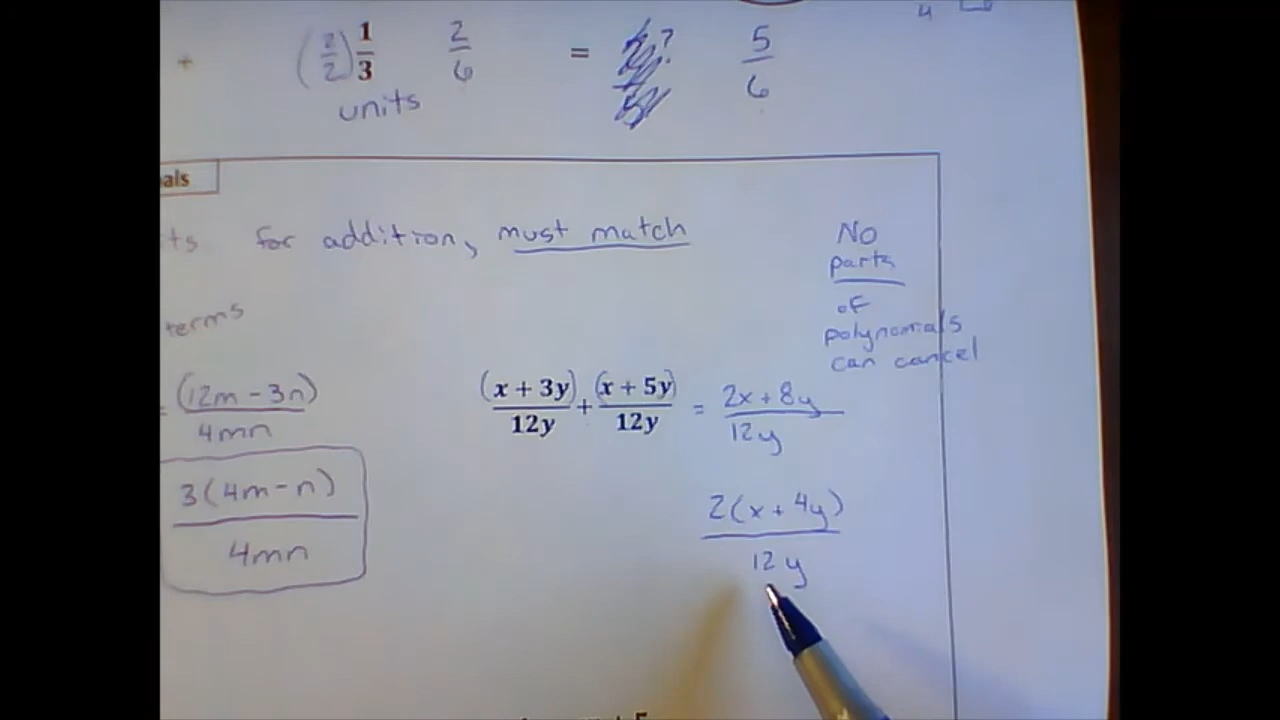 + (2/2) 1/3 2/6 = ? 5/6
units
als
ts for addition, must match
No
parts
of
polynomials
can cancel
terms
= (12m - 3n)/4mn
3(4m - n)/4mn
(x + 3y)/12y + (x + 5y)/12y = 2x + 8y/12y
2(x + 4y)/12y